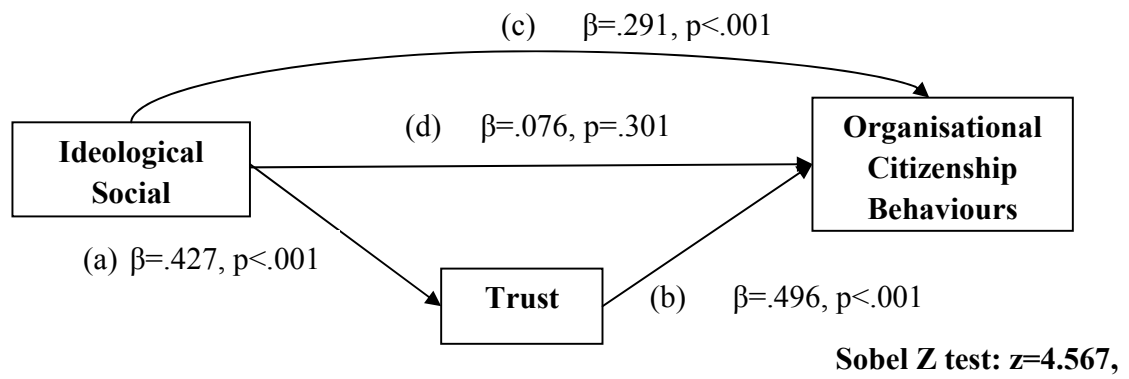 (c) β=.291, p<.001
(d) β=.076, p=.301
Ideological
Social
Organisational
Citizenship
Behaviours
(a) β=.427, p<.001
Trust
(b) β=.496, p<.001
Sobel Z test: z=4.567,